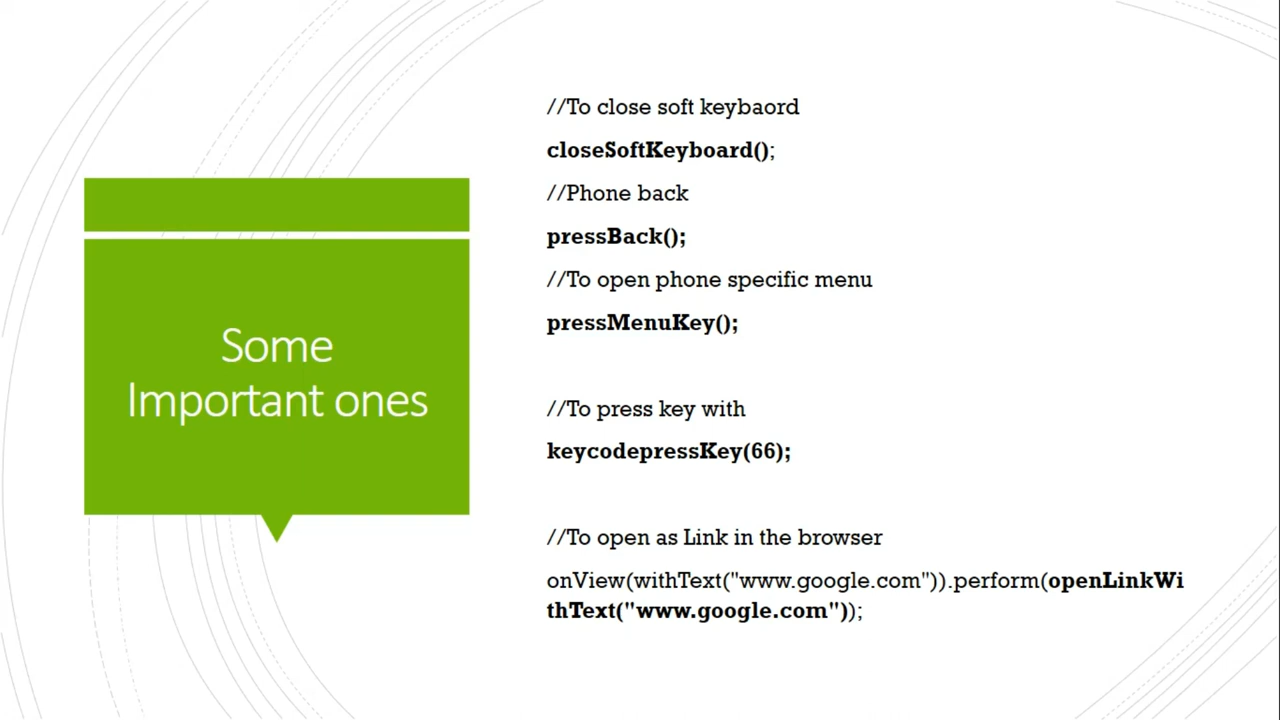 Some
Important ones
//To close soft keybaord
closeSoftKeyboard();
//Phone back
pressBack();
//To open phone specific menu
pressMenuKey();
//To press key with
keycodepressKey(66);
//To open as Link in the browser
onView(withText("www.google.com")).perform(openLinkWi
thText("www.google.com"));